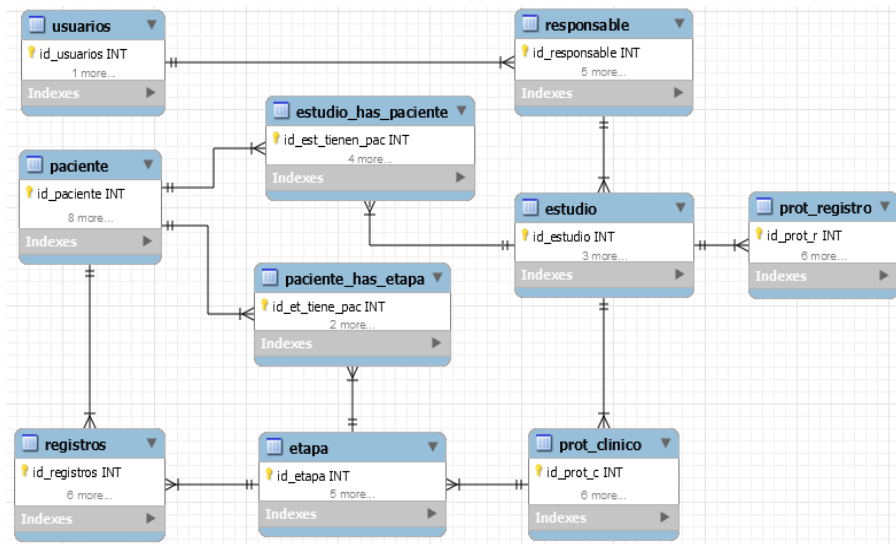 usuarios
id_usuarios INT
1 more...
Indexes
responsable
id_responsable INT
5 more...
Indexes
estudio_has_paciente
id_est_tienen_pac INT
4 more...
Indexes
paciente
id_paciente INT
8 more...
Indexes
estudio
id_estudio INT
3 more...
Indexes
prot_registro
id_prot_r INT
6 more...
Indexes
paciente_has_etapa
id_et_tiene_pac INT
2 more...
Indexes
registros
id_registros INT
6 more...
Indexes
etapa
id_etapa INT
5 more...
Indexes
prot_clinico
id_prot_c INT
6 more...
Indexes